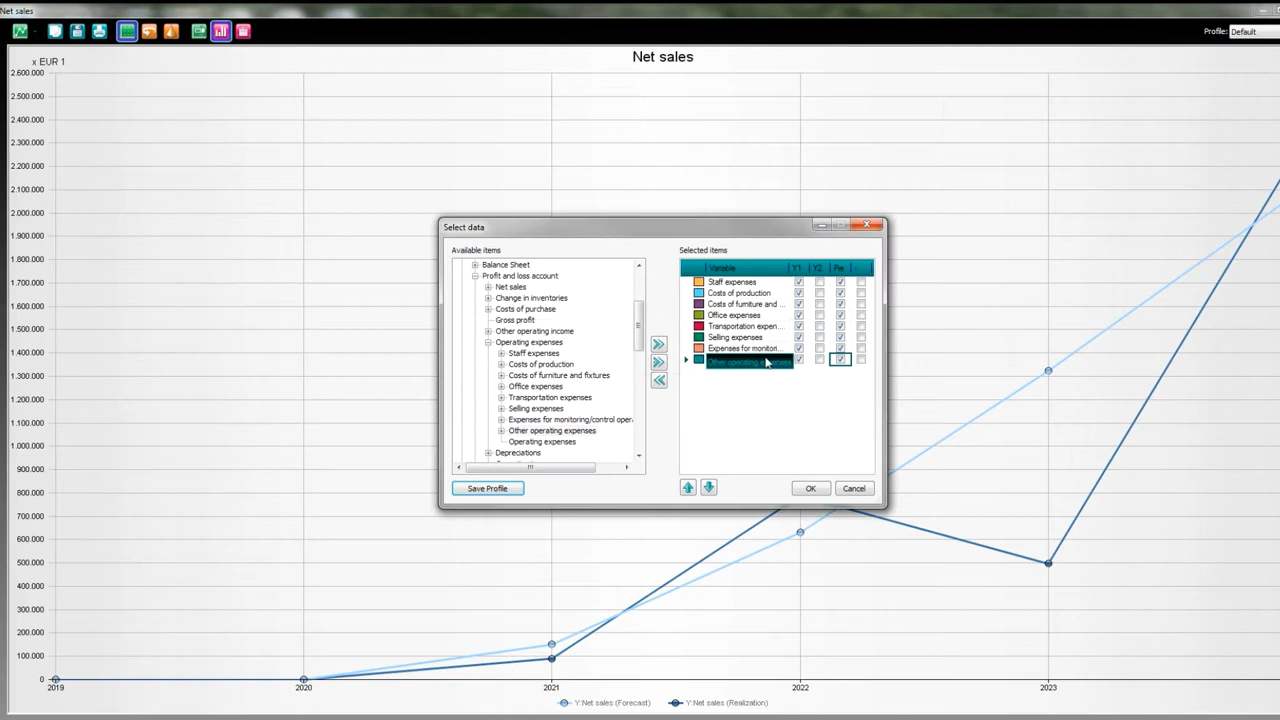 Net sales
Profile: Default
Net sales
x EUR 1
2.600.000
2.500.000
2.400.000
2.300.000
2.200.000
2.100.000
2.000.000
1.900.000
1.800.000
1.700.000
1.600.000
1.500.000
1.400.000
1.300.000
1.200.000
1.100.000
1.000.000
900.000
800.000
700.000
600.000
500.000
400.000
300.000
200.000
100.000
0
2019 2020 2021 2022 2023
Y:Net sales (Forecast) Y:Net sales (Realization)
Select data
Available items
Balance Sheet
Profit and loss account
Net sales
Change in inventories
Costs of purchase
Gross profit
Other operating income
Operating expenses
Staff expenses
Costs of production
Costs of furniture and fixtures
Office expenses
Transportation expenses
Selling expenses
Expenses for monitoring/control oper
Other operating expenses
Operating expenses
Depreciations
Save Profile
Selected items
Variable Y1 Y2 Pie -
Staff expenses
Costs of production
Costs of furniture and ...
Office expenses
Transportation expen...
Selling expenses
Expenses for monitori...
Other operating expenses
OK Cancel